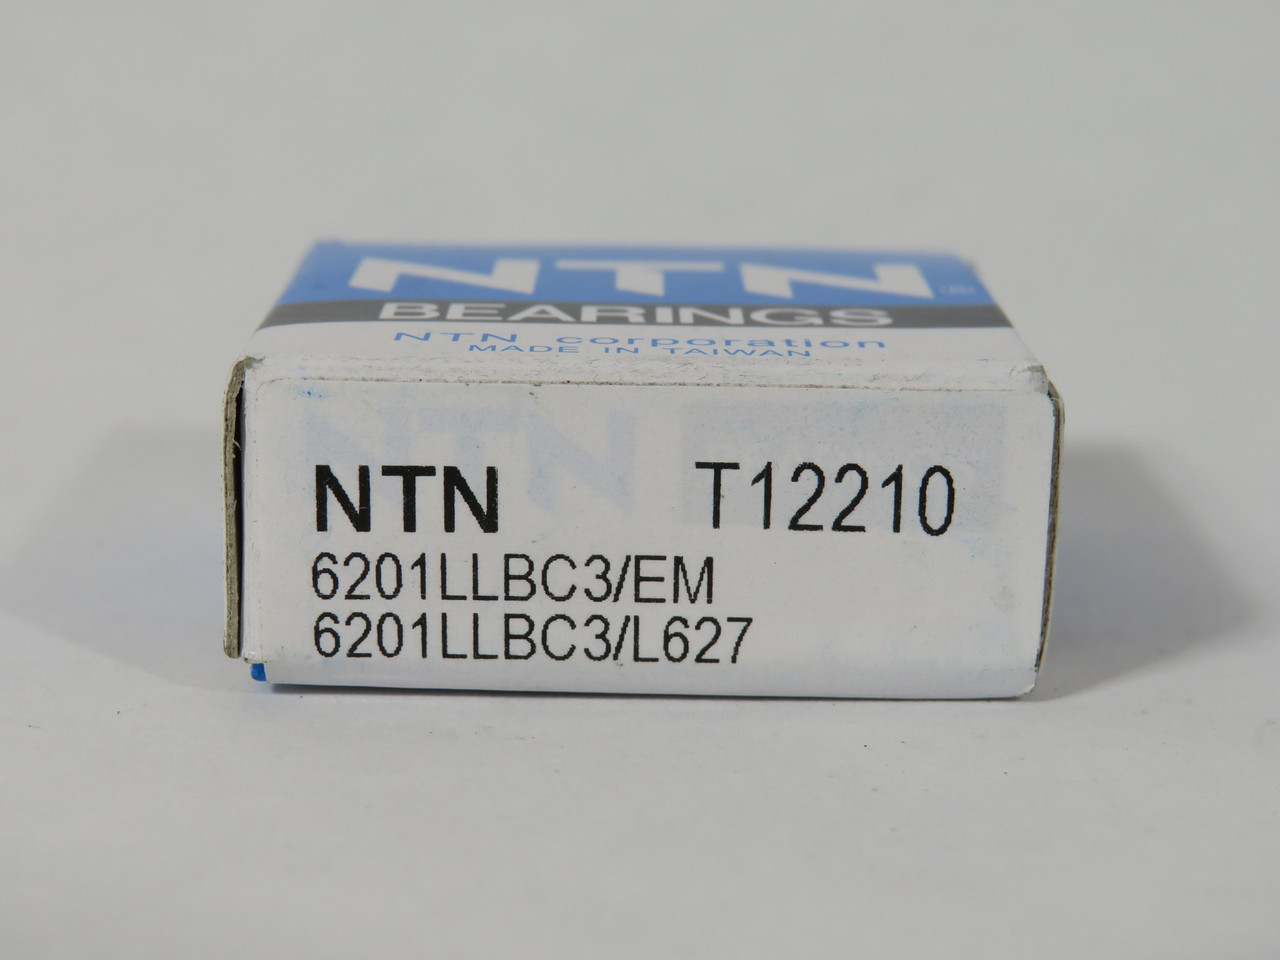 NTN
BEARINGS
NTN corporation
MADE IN TAIWAN
NTN T12210
6201LLBC3/EM
6201LLBC3/L627